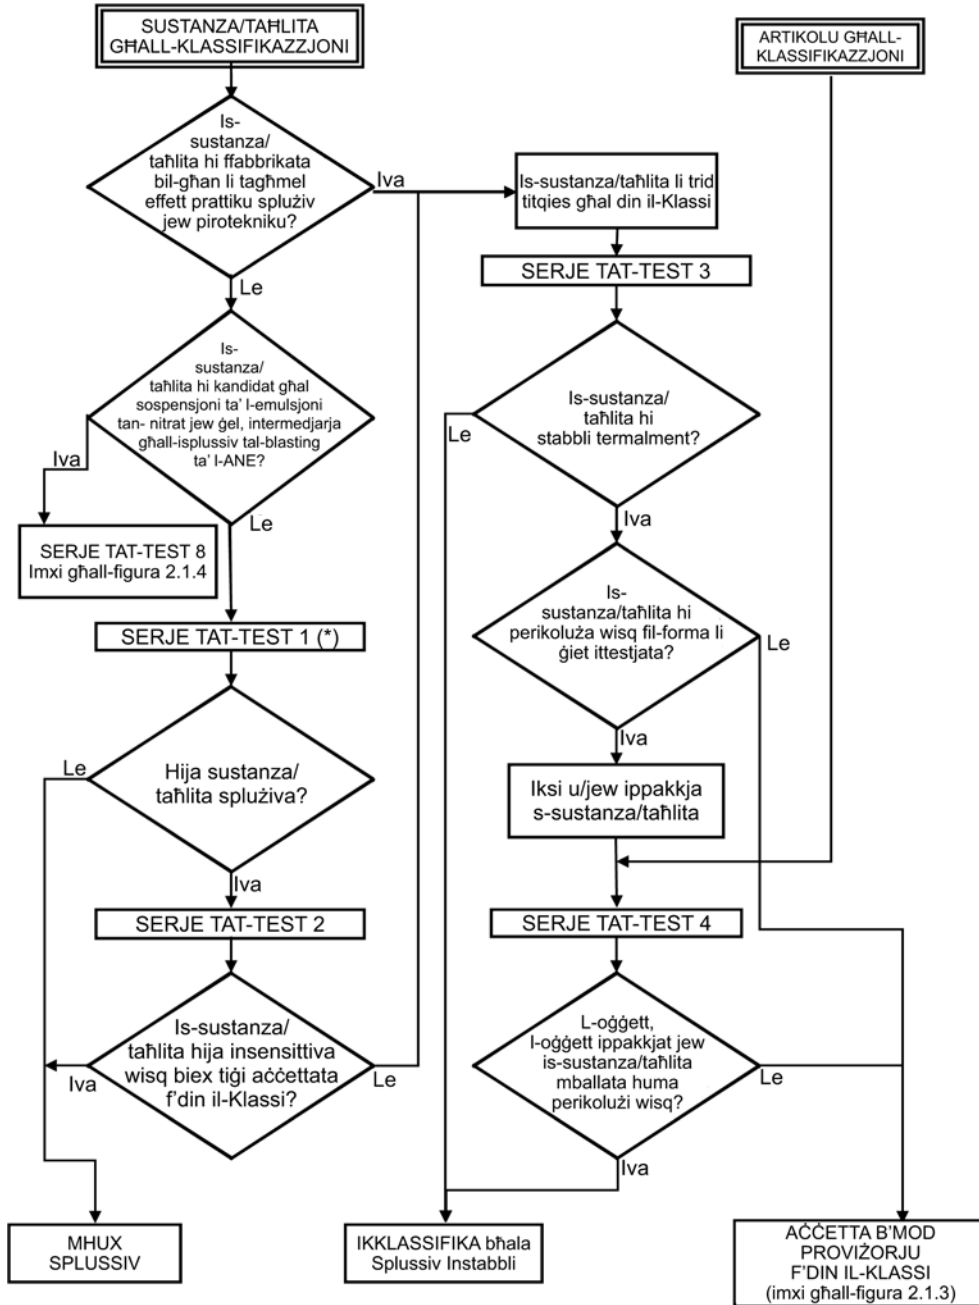 SUSTANZA/TAĦLITA
GĦALL-KLASSIFIKAZZJONI
ARTIKOLU GĦALL-
KLASSIFIKAZZJONI
Is-
sustanza/
taħlita hi ffabbrikata
bil-għan li tagħmel
effett prattiku splużiv
jew pirotekniku?
Iva
Le
Is-sustanza/taħlita li trid
titqies għal din il-Klassi
SERJE TAT-TEST 3
Is-
sustanza/
taħlita hi kandidat għal
sospensjoni ta' l-emulsjoni
tan- nitrat jew ġel, intermedjarja
għall-isplussiv tal-blasting
ta' l-ANE?
Iva
Le
SERJE TAT-TEST 8
Imxi għall-figura 2.1.4
Is-sustanza/
taħlita hi
stabbli termalment?
Le
Iva
SERJE TAT-TEST 1 (*)
Is-
sustanza/taħlita hi
perikoluża wisq fil-forma li
ġiet ittestjata?
Le
Iva
Hija sustanza/
taħlita splużiva?
Le
Iva
Iksi u/jew ippakkja
s-sustanza/taħlita
SERJE TAT-TEST 2
SERJE TAT-TEST 4
Is-sustanza/
taħlita hija insensittiva
wisq biex tiġi aċċettata
f'din il-Klassi?
Iva
Le
L-oġġett,
l-oġġett ippakkjat jew
is-sustanza/taħlita
mballata huma
perikolużi wisq?
Le
Iva
MHUX
SPLUSSIV
IKKLASSIFIKA bħala
Splussiv Instabbli
AĊĊETTA B'MOD
PROVIŻORJU
F'DIN IL-KLASSI
(imxi għall-figura 2.1.3)